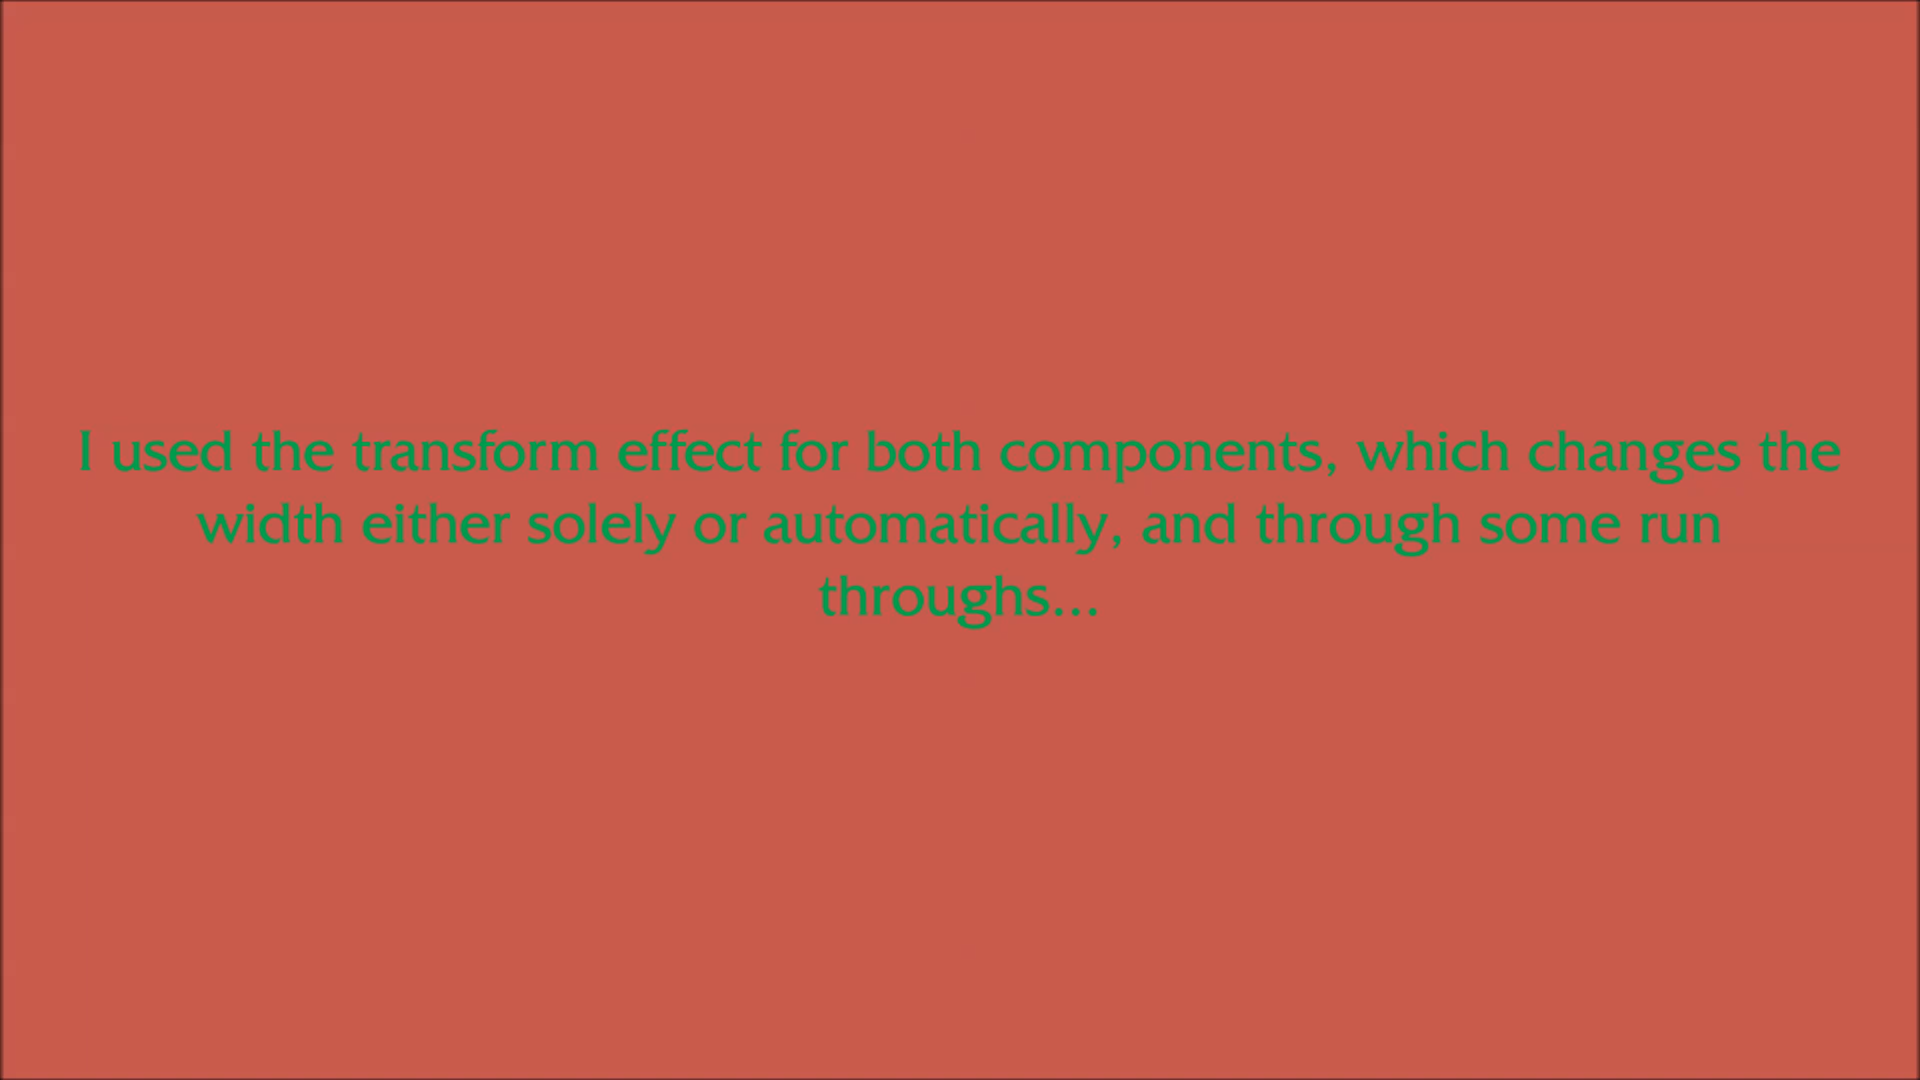 I used the transform effect for both components, which changes the
width either solely or automatically, and through some run
throughs...